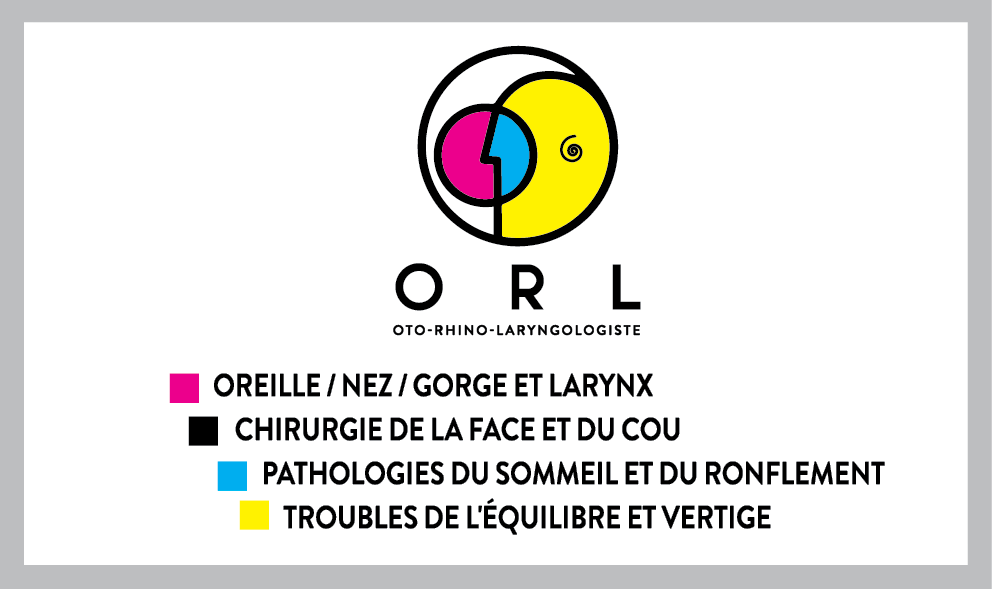 O R L
OTO-RHINO-LARYNGOLOGISTE
OREILLE / NEZ / GORGE ET LARYNX
CHIRURGIE DE LA FACE ET DU COU
PATHOLOGIES DU SOMMEIL ET DU RONFLEMENT
TROUBLES DE L'ÉQUILIBRE ET VERTIGE